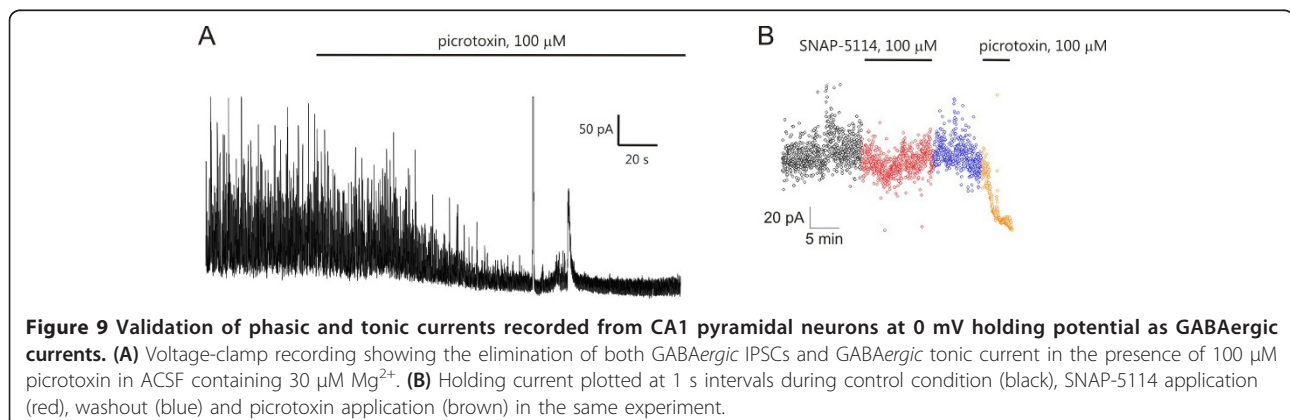 A
picrotoxin, 100 μM
50 pA
20 s
B
SNAP-5114, 100 μM
picrotoxin, 100 μM
20 pA
5 min
Figure 9 Validation of phasic and tonic currents recorded from CA1 pyramidal neurons at 0 mV holding potential as GABAergic
currents. (A) Voltage-clamp recording showing the elimination of both GABAergic IPSCs and GABAergic tonic current in the presence of 100 μM
picrotoxin in ACSF containing 30 μM Mg²⁺. (B) Holding current plotted at 1 s intervals during control condition (black), SNAP-5114 application
(red), washout (blue) and picrotoxin application (brown) in the same experiment.